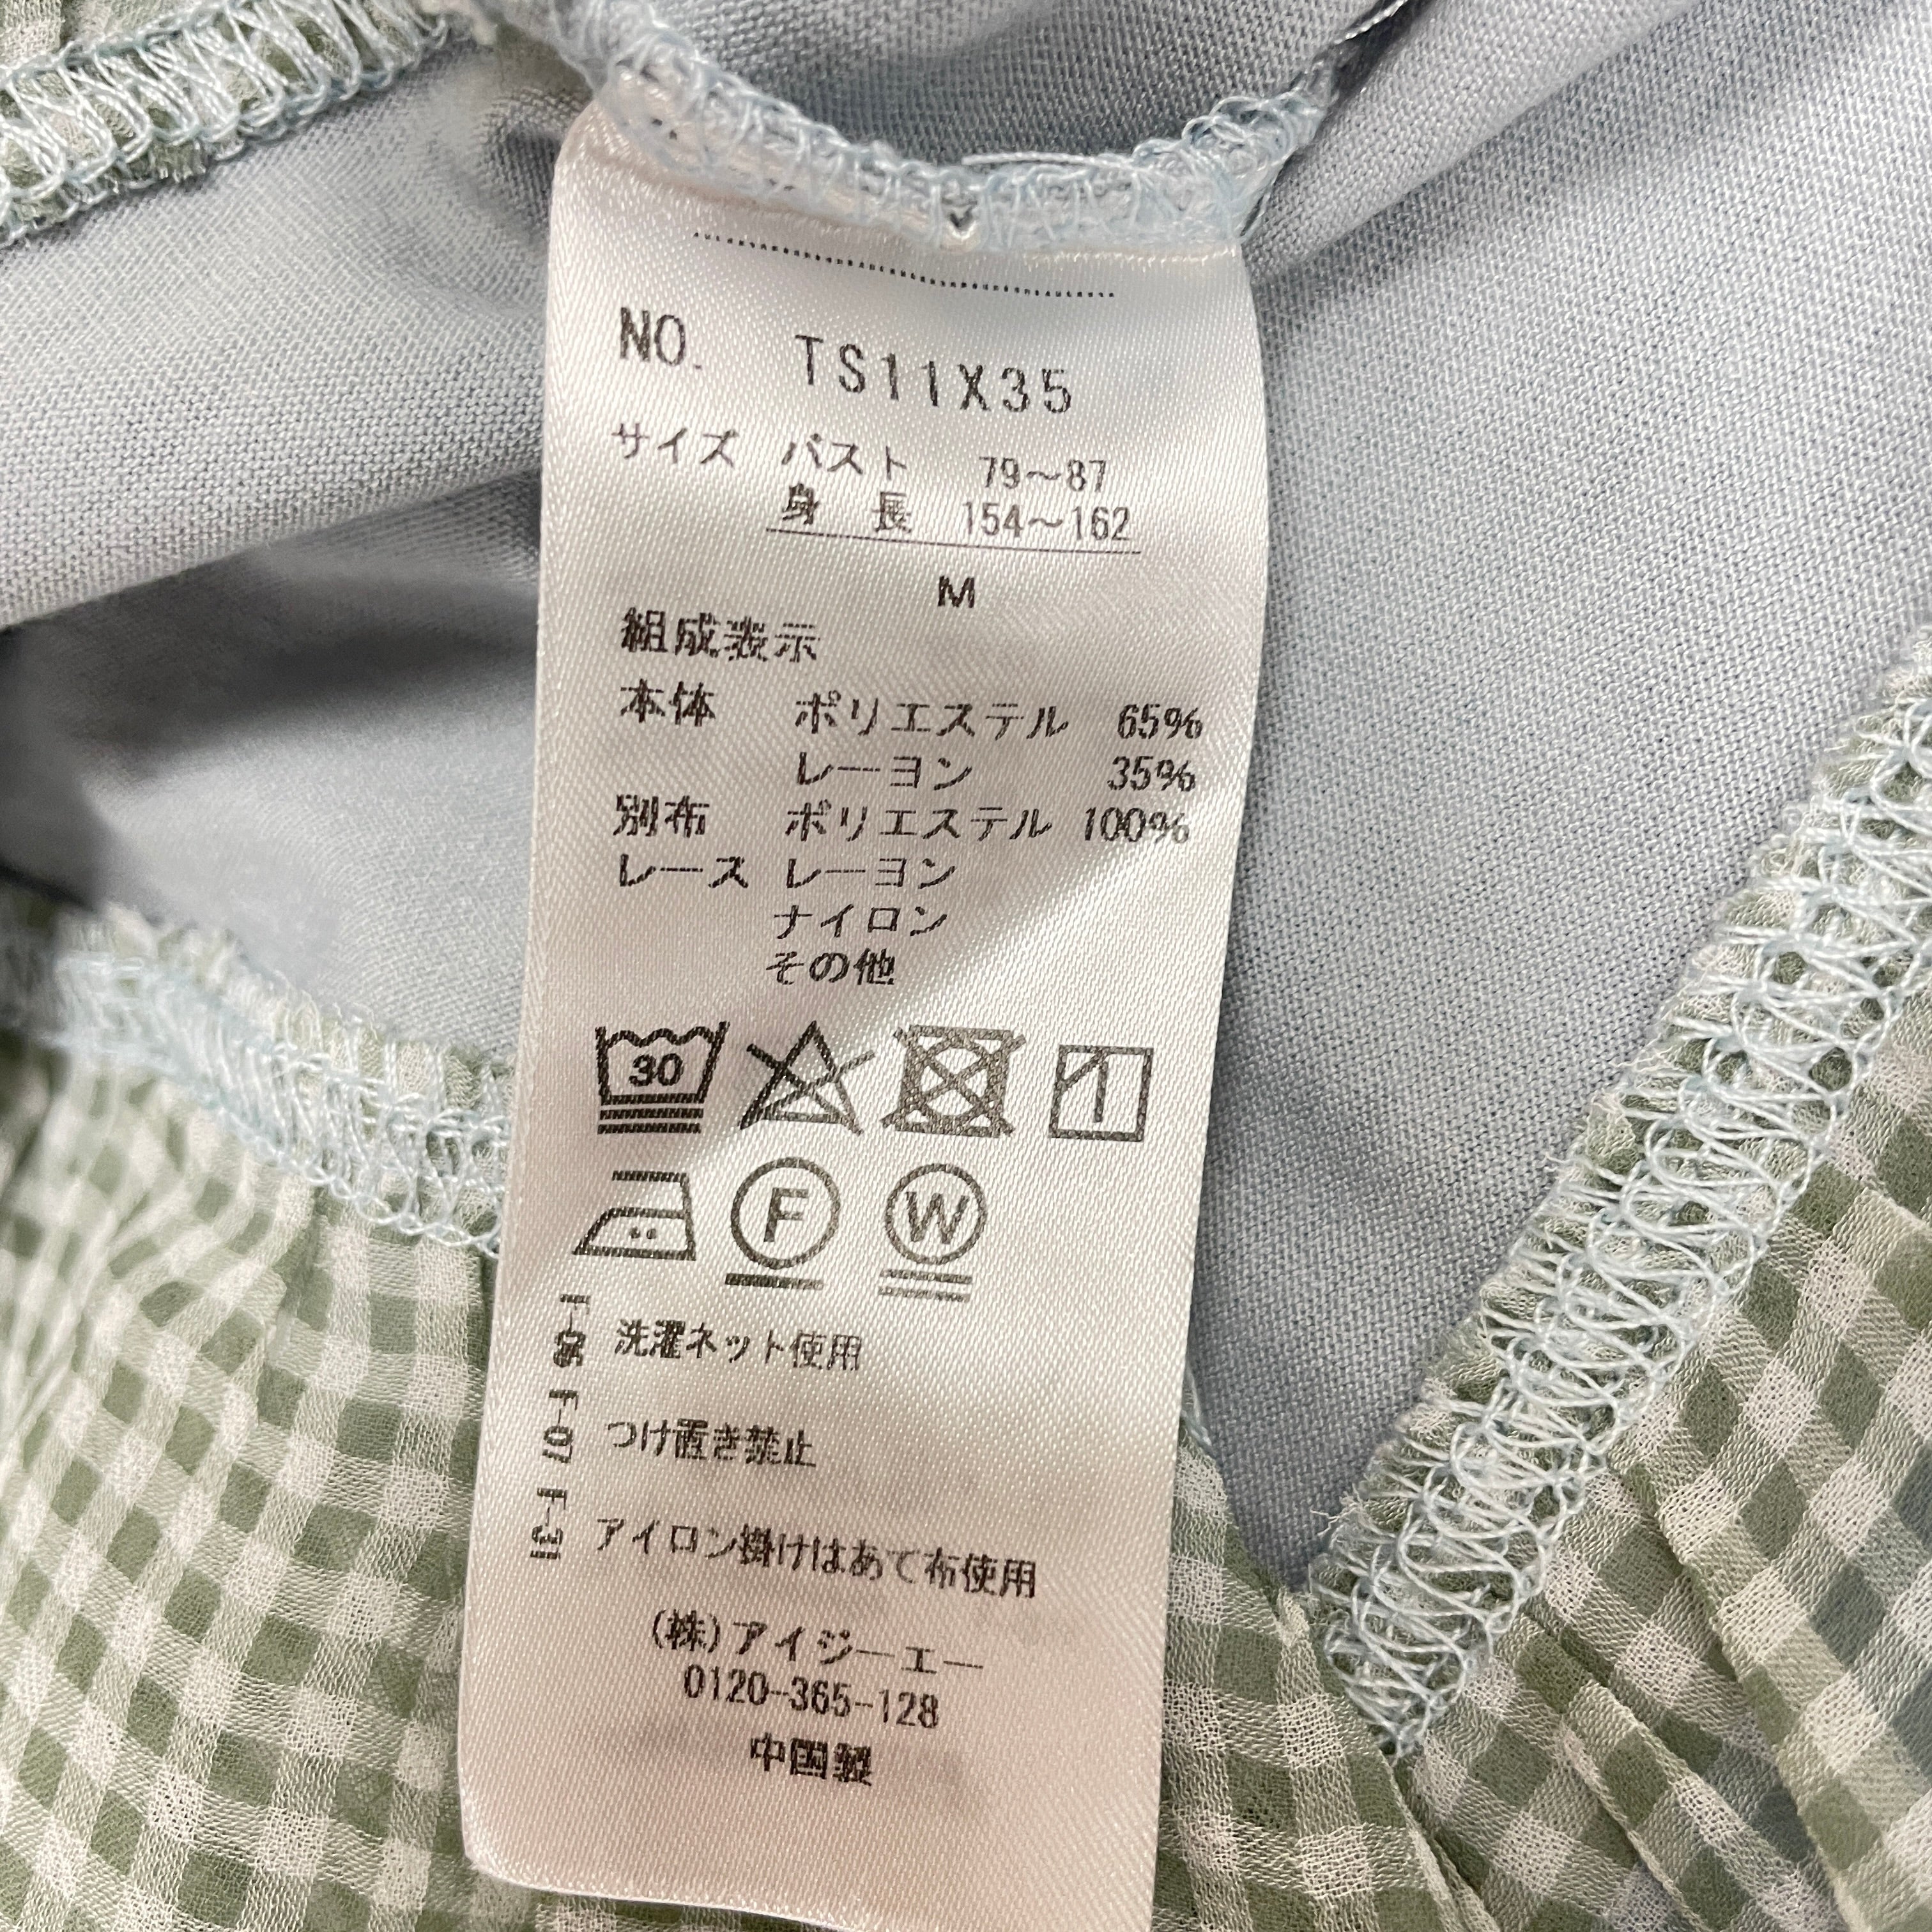 NO. TS11X35
サイズ バスト 79〜87
身 長 154〜162
M
組成表示
本体 ポリエステル 65%
レーヨン 35%
別布 ポリエステル 100%
レース レーヨン
ナイロン
その他
30
F W
F-06 洗濯ネット使用
F-07 つけ置き禁止
F-31 アイロン掛けはあて布使用
(株)アイジーエー
0120-365-128
中国製